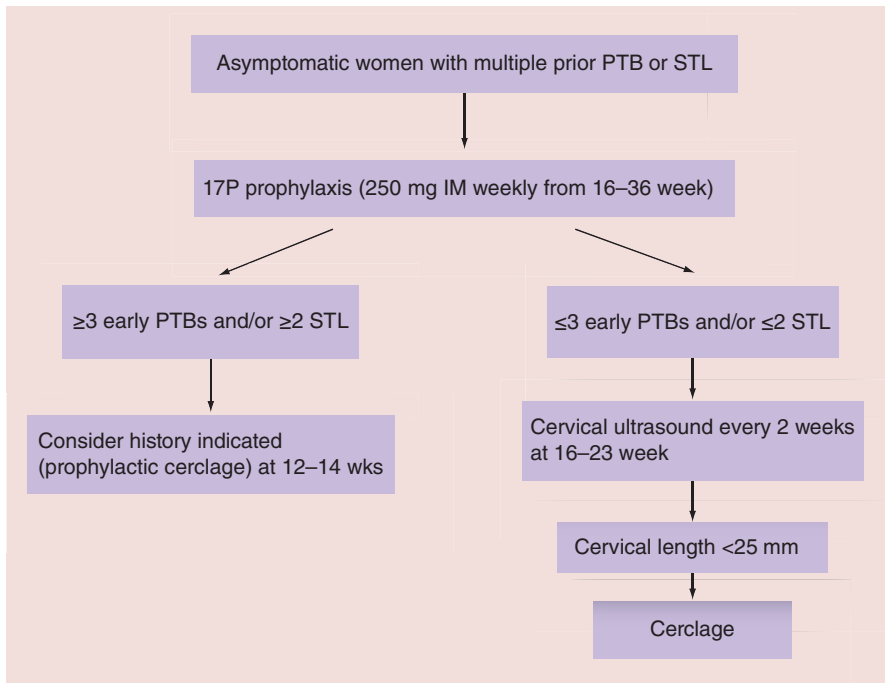 Asymptomatic women with multiple prior PTB or STL
17P prophylaxis (250 mg IM weekly from 16–36 week)
≥3 early PTBs and/or ≥2 STL
≤3 early PTBs and/or ≤2 STL
Consider history indicated
(prophylactic cerclage) at 12–14 wks
Cervical ultrasound every 2 weeks
at 16–23 week
Cervical length <25 mm
Cerclage